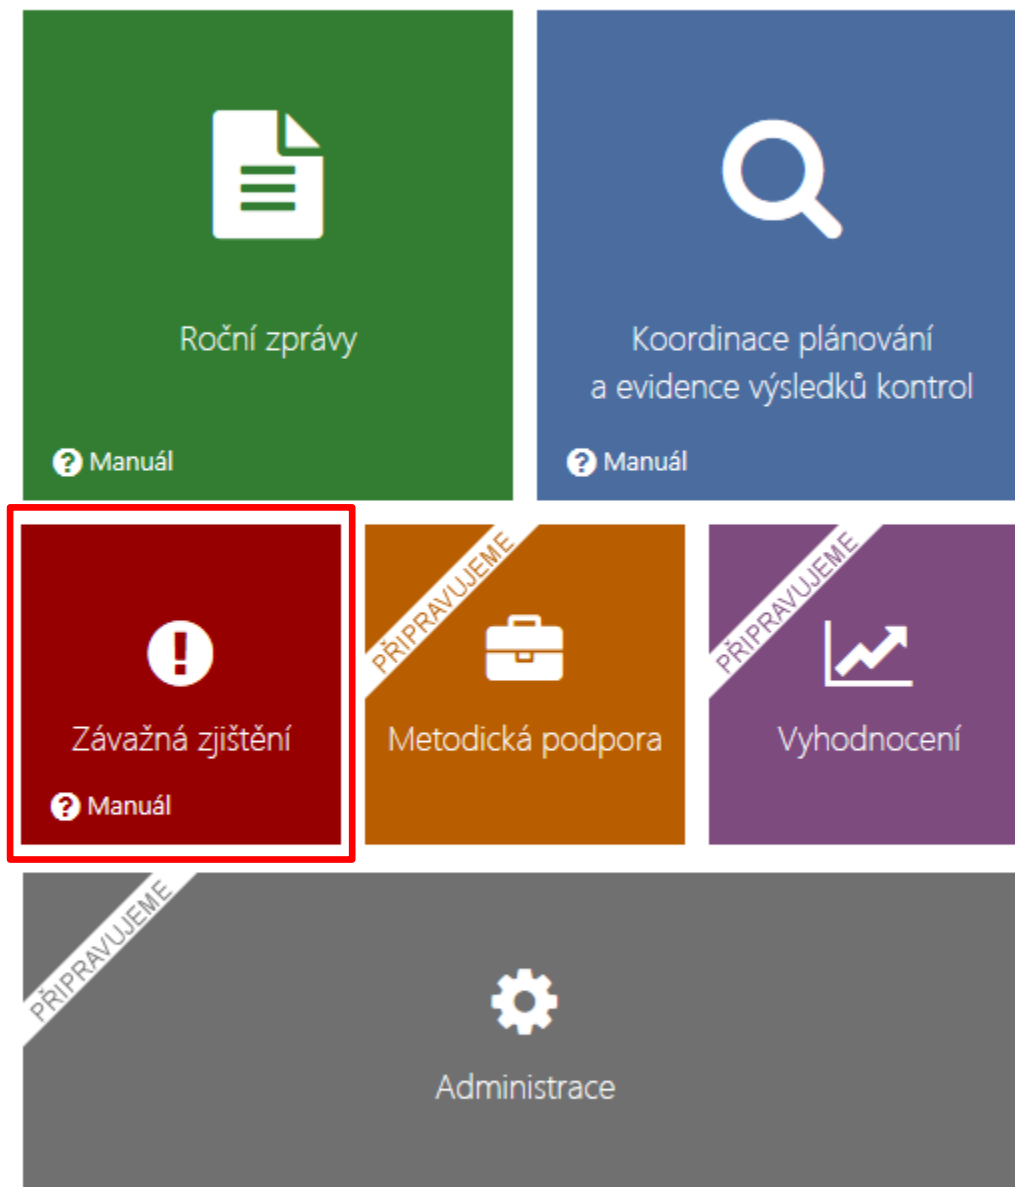 Roční zprávy
Manuál
Koordinace plánování
a evidence výsledků kontrol
Manuál
Závažná zjištění
Manuál
PŘIPRAVUJEME
Metodická podpora
PŘIPRAVUJEME
Vyhodnocení
PŘIPRAVUJEME
Administrace